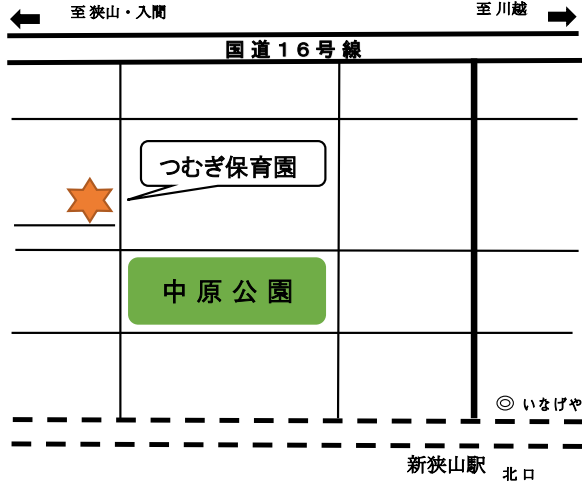 至 狭山・入間
至 川越
国道１６号線
つむぎ保育園
中原公園
◎ いなげや
新狭山駅 北口